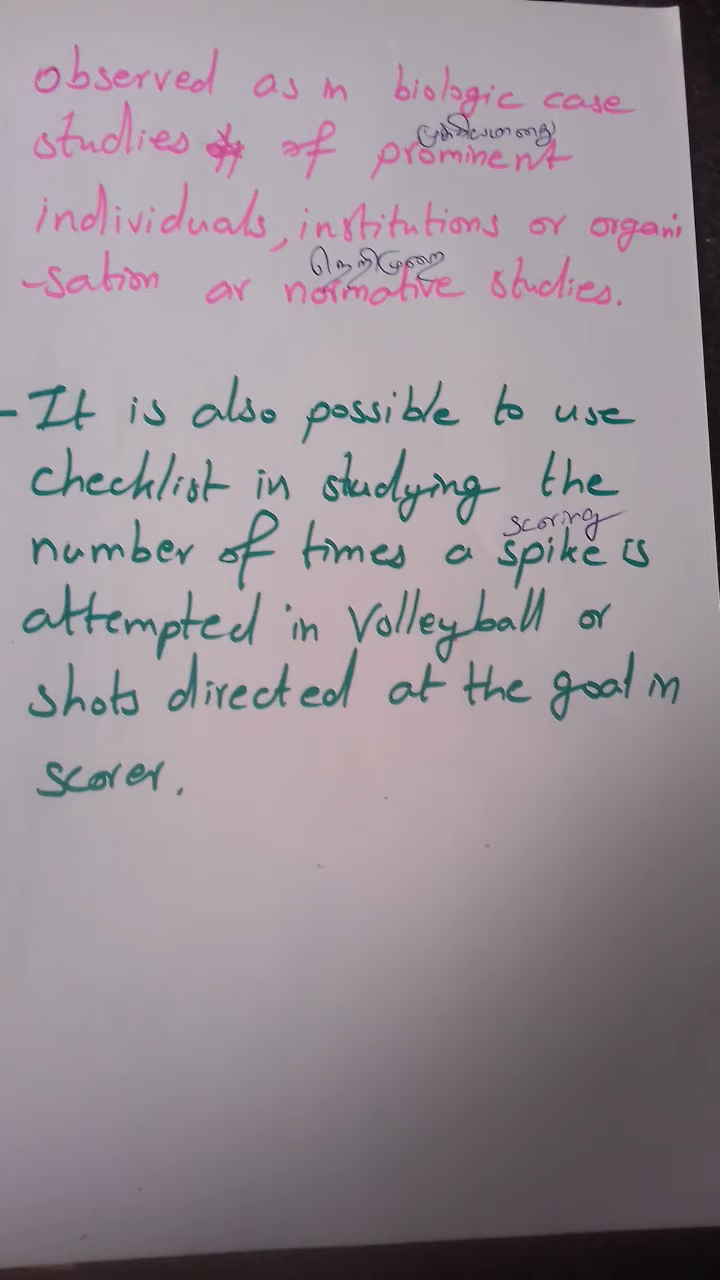 observed as in biologic case
முக்கியமானது
studies of prominent
individuals, institutions or organi
நெறிமுறை
-sation or normative studies.
- It is also possible to use
checklist in studying the
scoring
number of times a spike is
attempted in Volleyball or
shots directed at the goal in
scorer.